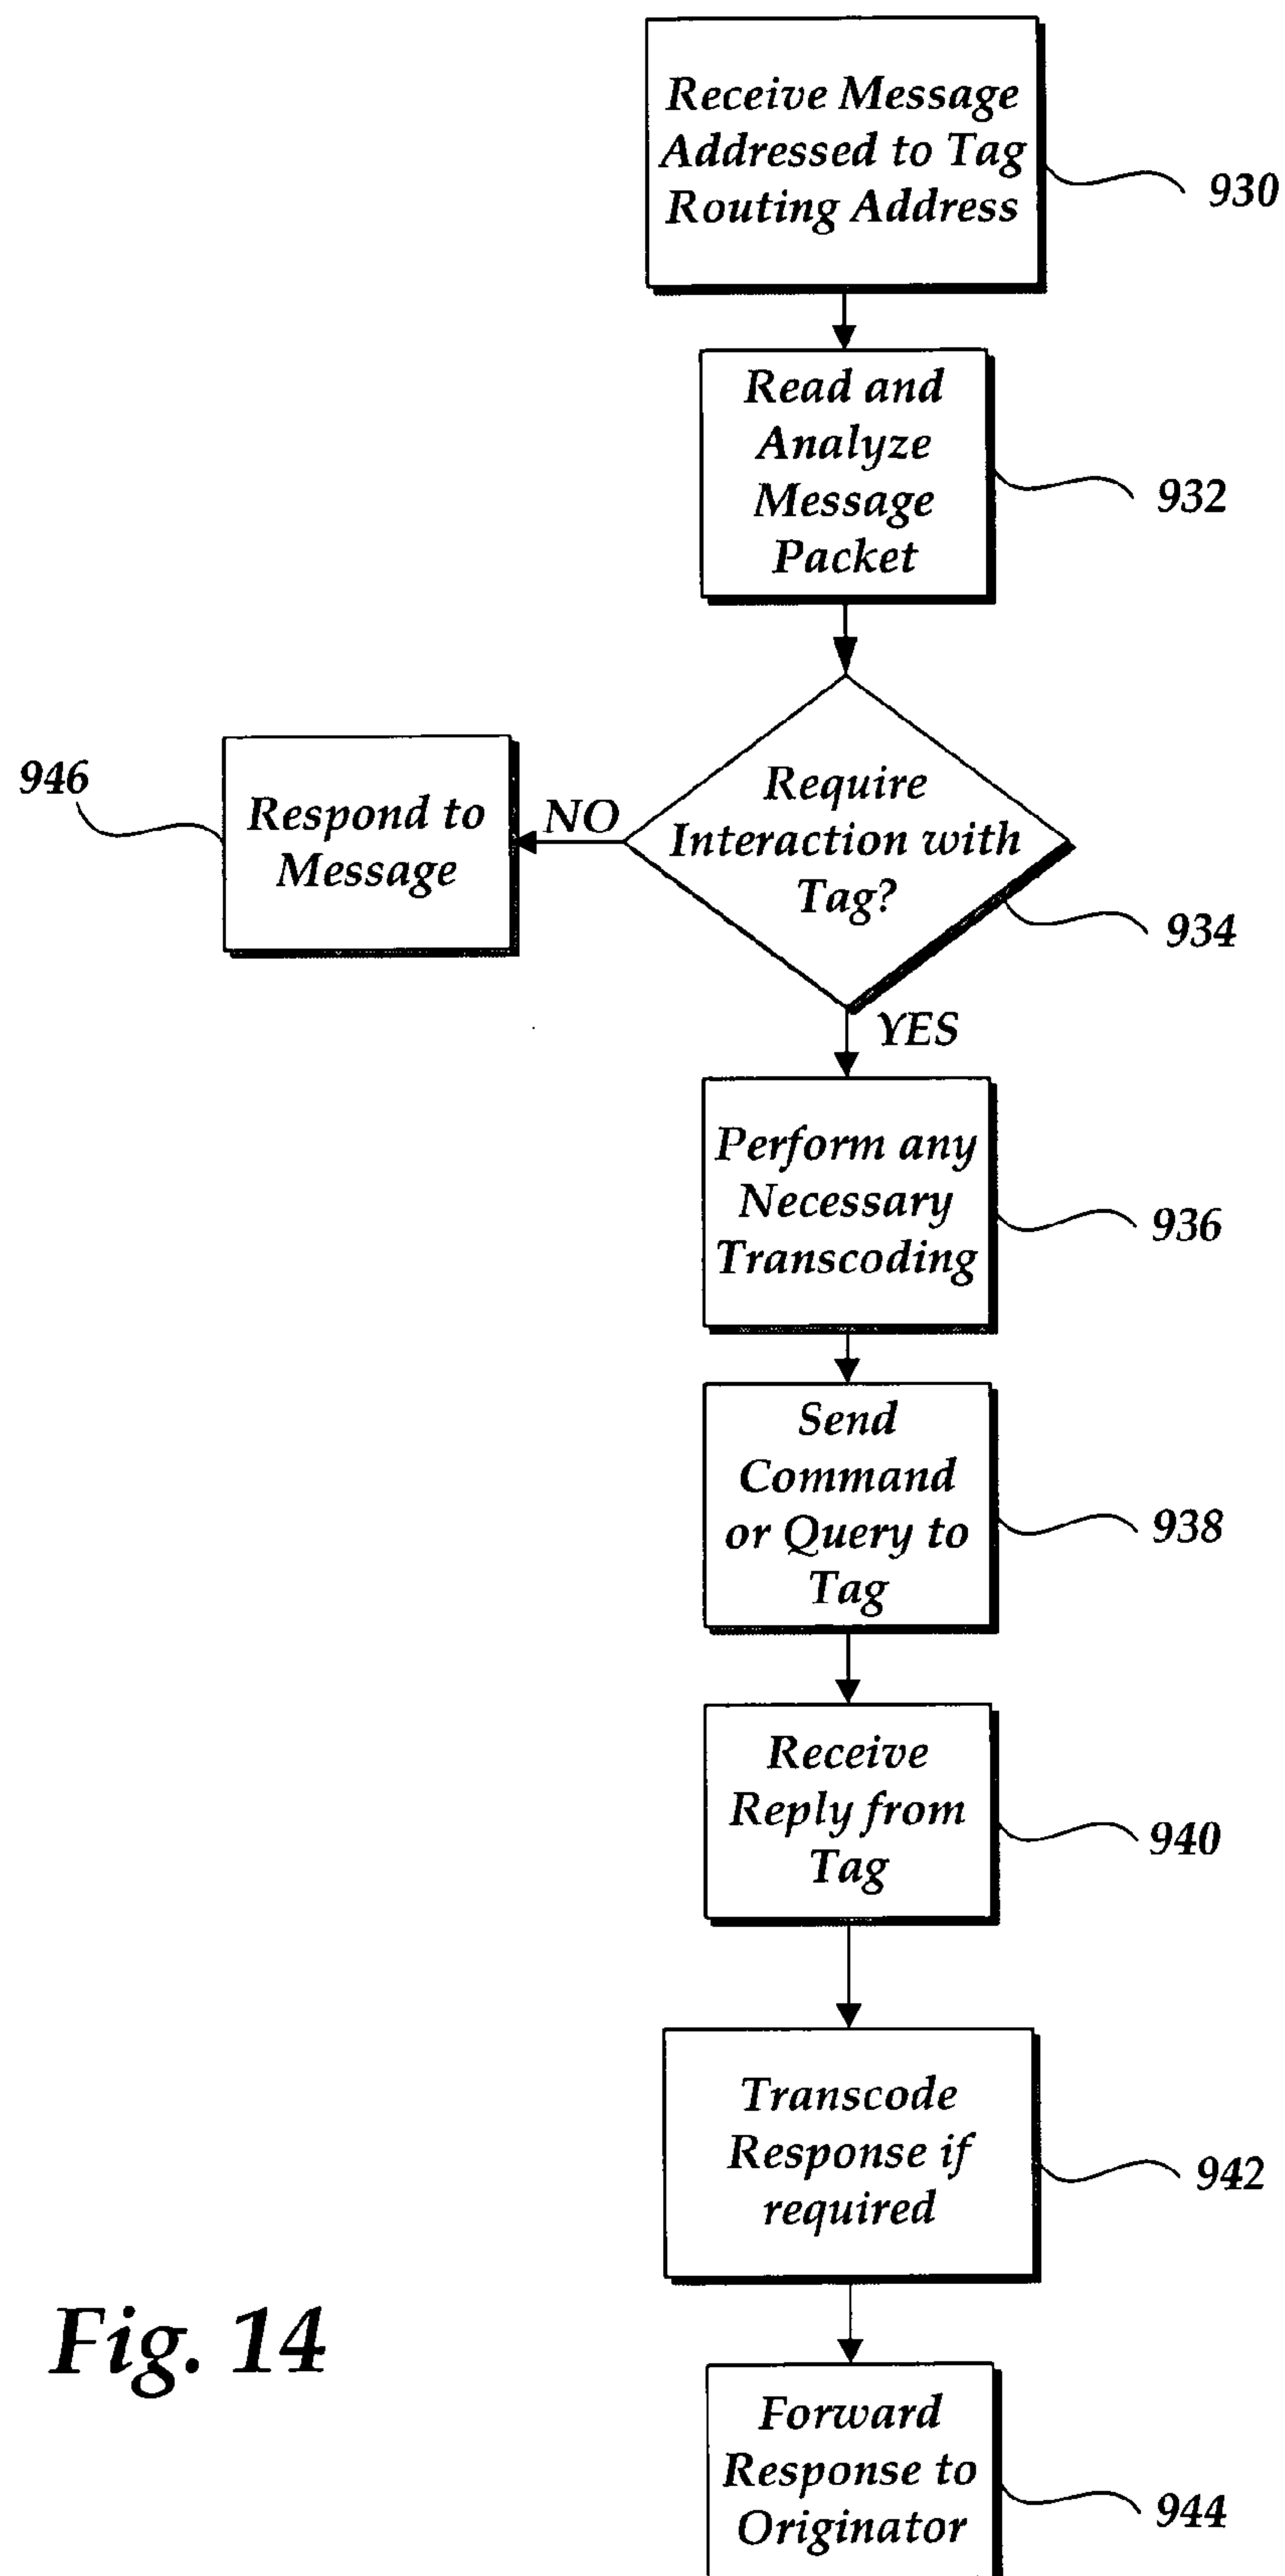 Receive Message
Addressed to Tag
Routing Address
930
Read and
Analyze
Message
Packet
932
946
Respond to
Message
NO
Require
Interaction with
Tag?
934
YES
Perform any
Necessary
Transcoding
936
Send
Command
or Query to
Tag
938
Receive
Reply from
Tag
940
Transcode
Response if
required
942
Fig. 14
Forward
Response to
Originator
944